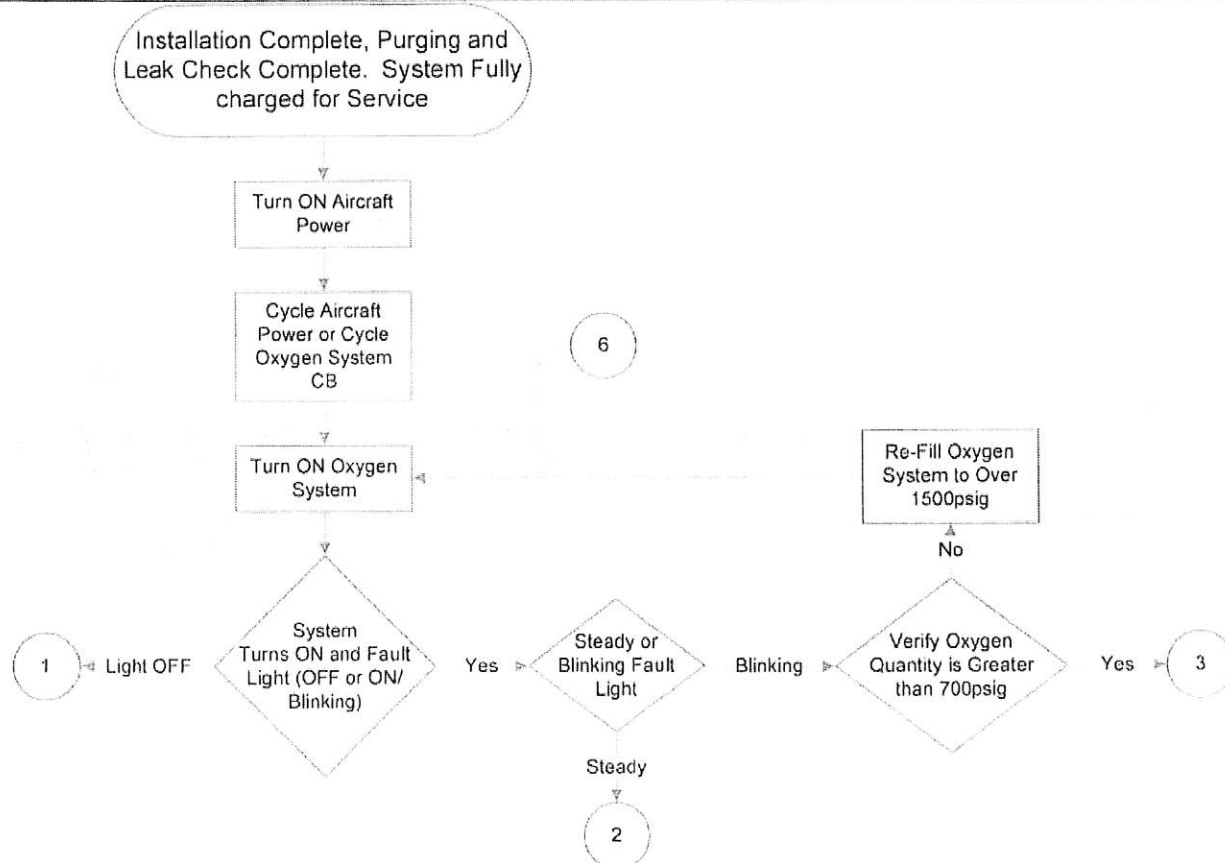 Installation Complete, Purging and
Leak Check Complete. System Fully
charged for Service
Turn ON Aircraft
Power
Cycle Aircraft
Power or Cycle
Oxygen System
CB
6
Turn ON Oxygen
System
Re-Fill Oxygen
System to Over
1500psig
No
System
Turns ON and Fault
Light (OFF or ON/
Blinking)
1
Light OFF
Yes
Steady or
Blinking Fault
Light
Blinking
Verify Oxygen
Quantity is Greater
than 700psig
Yes
3
Steady
2